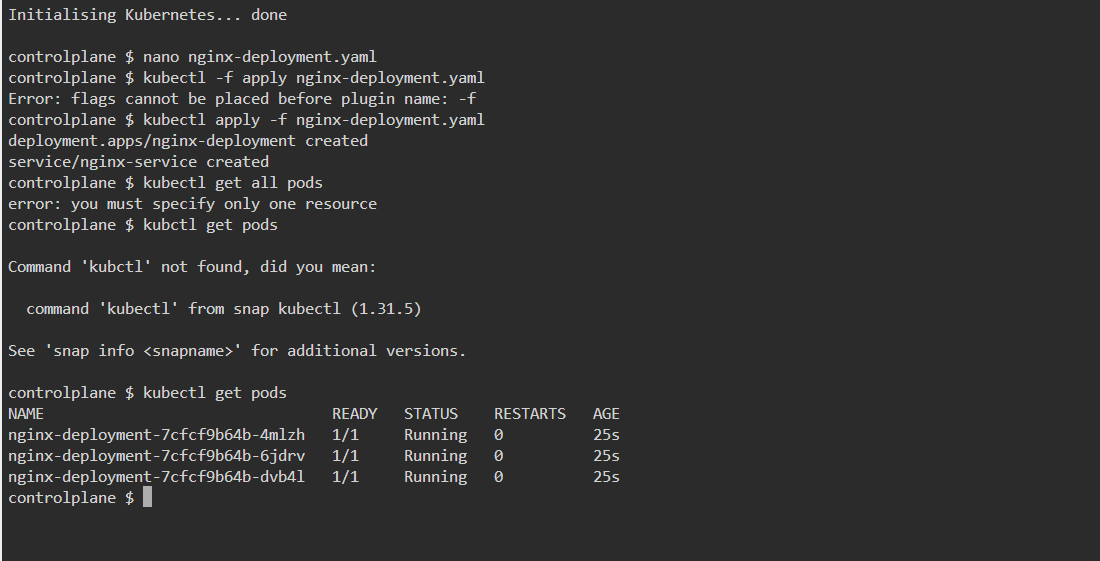 Initialising Kubernetes... done
controlplane $ nano nginx-deployment.yaml
controlplane $ kubectl -f apply nginx-deployment.yaml
Error: flags cannot be placed before plugin name: -f
controlplane $ kubectl apply -f nginx-deployment.yaml
deployment.apps/nginx-deployment created
service/nginx-service created
controlplane $ kubectl get all pods
error: you must specify only one resource
controlplane $ kubctl get pods
Command 'kubctl' not found, did you mean:
command 'kubectl' from snap kubectl (1.31.5)
See 'snap info <snapname>' for additional versions.
controlplane $ kubectl get pods
NAME READY STATUS RESTARTS AGE
nginx-deployment-7cfcf9b64b-4mlzh 1/1 Running 0 25s
nginx-deployment-7cfcf9b64b-6jdrv 1/1 Running 0 25s
nginx-deployment-7cfcf9b64b-dvb4l 1/1 Running 0 25s
controlplane $